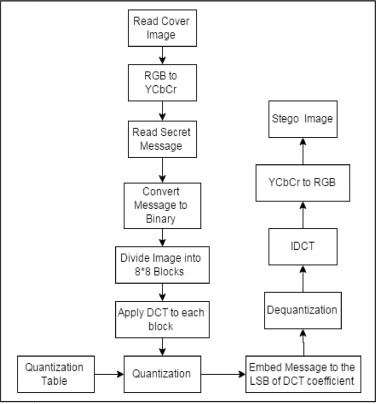 Read Cover
Image
RGB to
YCbCr
Read Secret
Message
Convert
Message to
Binary
Divide Image into
8*8 Blocks
Apply DCT to each
block
Quantization
Table
Quantization
Embed Message to the
LSB of DCT coefficient
Dequantization
IDCT
YCbCr to RGB
Stego Image